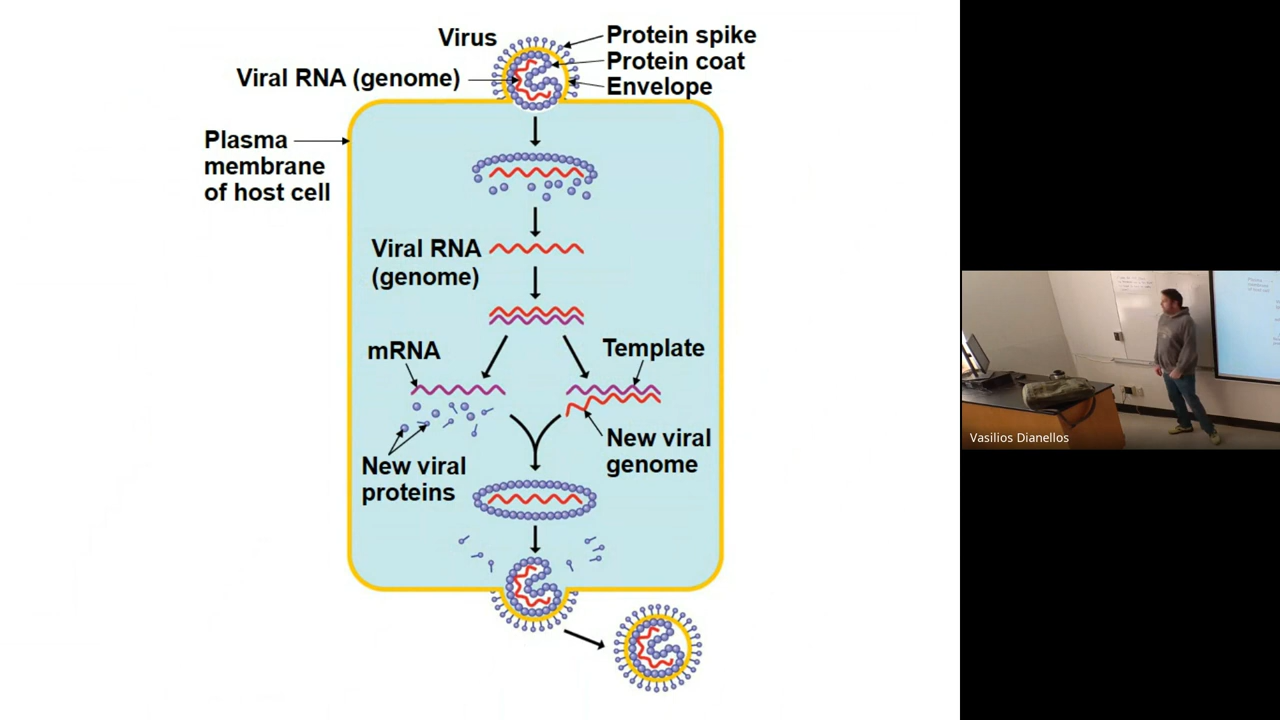 Virus
Protein spike
Protein coat
Envelope
Viral RNA (genome)
Plasma
membrane
of host cell
Viral RNA
(genome)
mRNA
Template
New viral
proteins
New viral
genome
Vasilios Dianellos